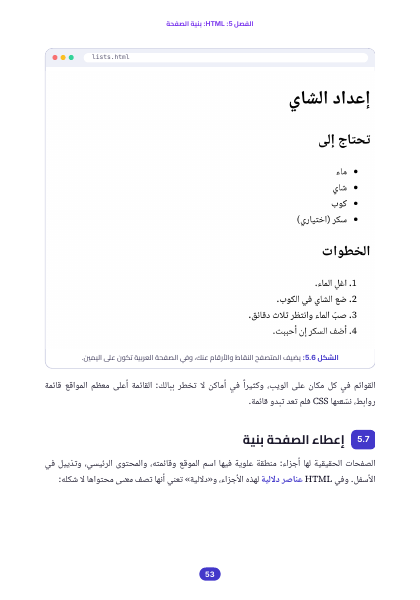 الفصل 5: HTML: بنية الصفحة
lists.html
إعداد الشاي
تحتاج إلى
• ماء
• شاي
• كوب
• سكر (اختياري)
الخطوات
1. اغلِ الماء.
2. ضع الشاي في الكوب.
3. صبّ الماء وانتظر ثلاث دقائق.
4. أضف السكر إن أحببت.
الشكل 5.6: يضيف المتصفح النقاط والأرقام عنك، وفي الصفحة العربية تكون على اليمين.
القوائم في كل مكان على الويب، وكثيراً في أماكن لا تخطر ببالك: القائمة أعلى معظم المواقع قائمة
روابط، نسّقتها CSS فلم تعد تبدو قائمة.
5.7 إعطاء الصفحة بنية
الصفحات الحقيقية لها أجزاء: منطقة علوية فيها اسم الموقع وقائمته، والمحتوى الرئيسي، وتذييل في
الأسفل. وفي HTML عناصر دلالية لهذه الأجزاء، و«دلالية» تعني أنها تصف معنى محتواها لا شكله:
53